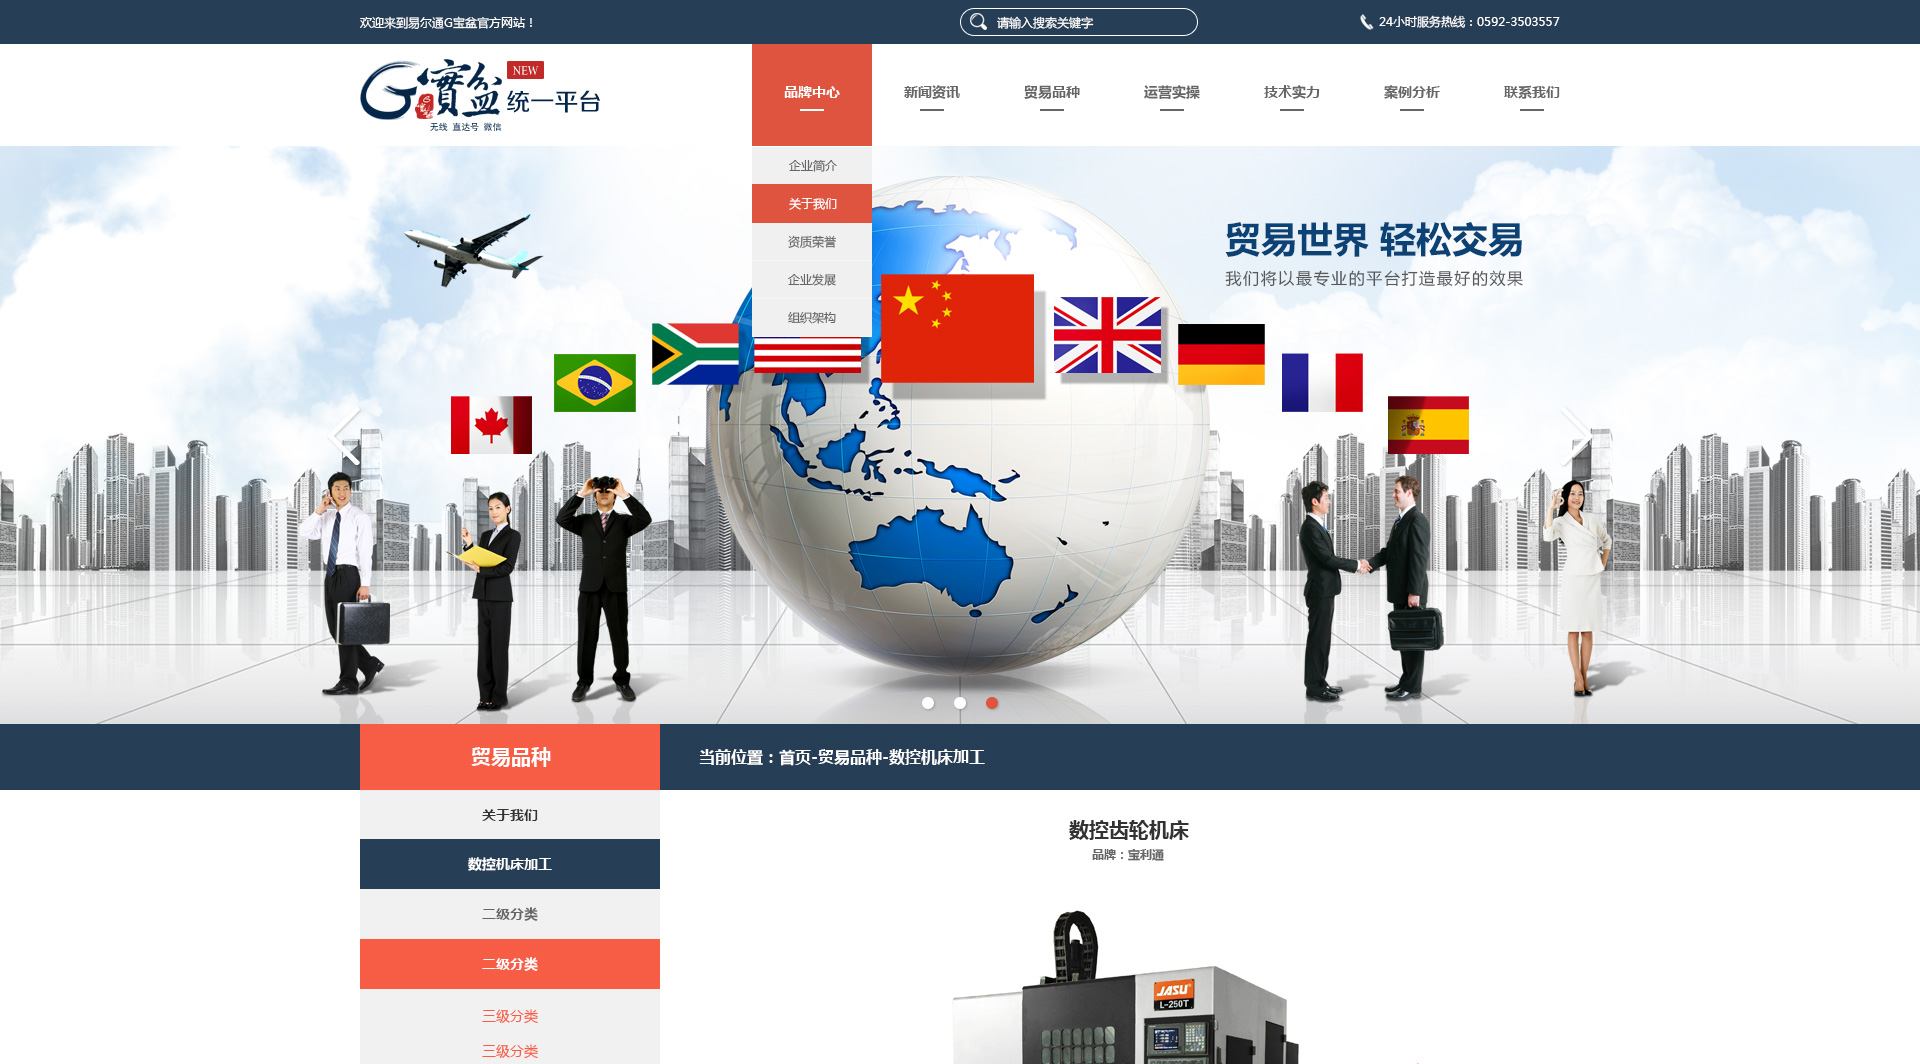 欢迎来到易尔通G宝盆官方网站！
请输入搜索关键字
24小时服务热线：0592-3503557
G寶盆 NEW
统一平台
无线 直达号 微信
品牌中心
新闻资讯
贸易品种
运营实操
技术实力
案例分析
联系我们
企业简介
关于我们
资质荣誉
企业发展
组织架构
贸易世界 轻松交易
我们将以最专业的平台打造最好的效果
贸易品种
当前位置：首页-贸易品种-数控机床加工
关于我们
数控机床加工
二级分类
二级分类
三级分类
三级分类
数控齿轮机床
品牌：宝利通
JASU
L-250T